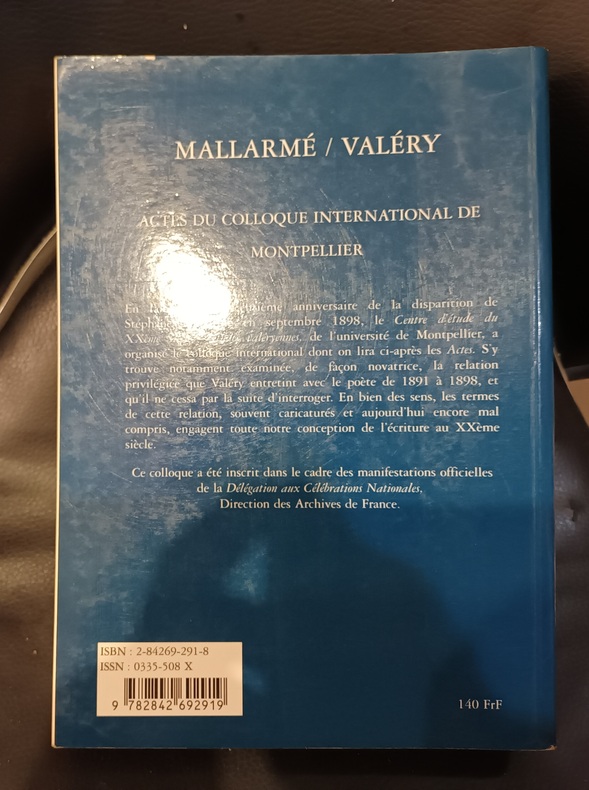 MALLARMÉ / VALÉRY
ACTES DU COLLOQUE INTERNATIONAL DE
MONTPELLIER
En anniversaire de la disparition de
en septembre 1898, le Centre d'étude du
XXème Valéryennes, de l'université de Montpellier, a
organisé le colloque international dont on lira ci-après les Actes. S'y
trouve notamment examinée, de façon novatrice, la relation
privilégiée que Valéry entretint avec le poète de 1891 à 1898, et
qu'il ne cessa par la suite d'interroger. En bien des sens, les termes
de cette relation, souvent caricaturés et aujourd'hui encore mal
compris, engagent toute notre conception de l'écriture au XXème
siècle.
Ce colloque a été inscrit dans le cadre des manifestations officielles
de la Délégation aux Célébrations Nationales,
Direction des Archives de France.
ISBN : 2-84269-291-8
ISSN : 0335-508 X
9 782842 692919
140 FrF